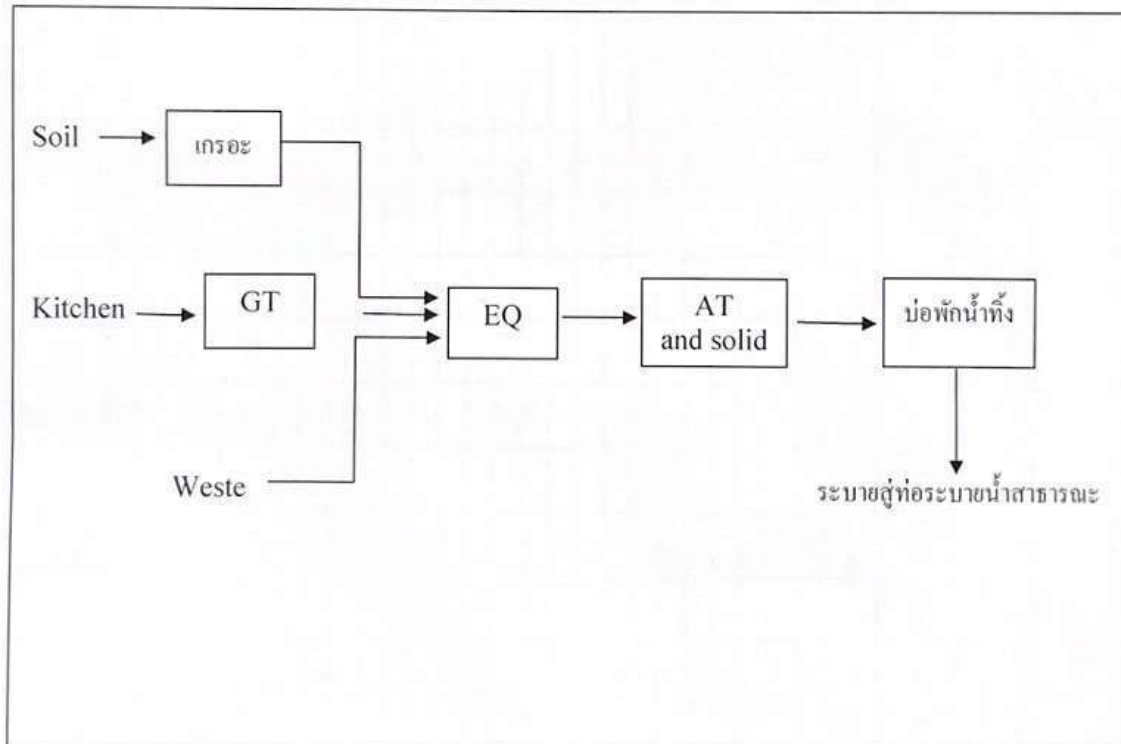 Soil
เกรอะ
Kitchen
GT
EQ
AT
and solid
บ่อพักน้ำทิ้ง
Weste
ระบายสู่ท่อระบายน้ำสาธารณะ